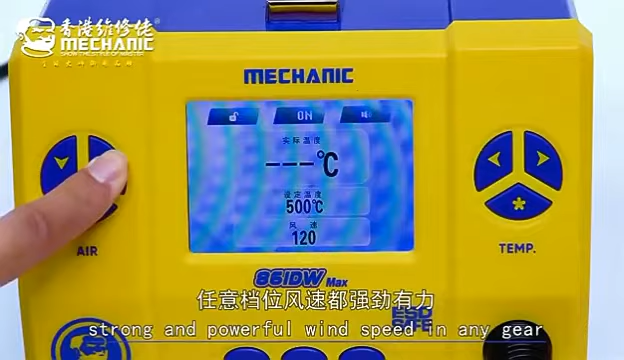 香港维修佬
MECHANIC
MECHANIC
ON
实际温度
---℃
设定温度
500℃
风 速
120
AIR
TEMP.
861DW Max
任意档位风速都强劲有力
ESD
SAFE
strong and powerful wind speed in any gear